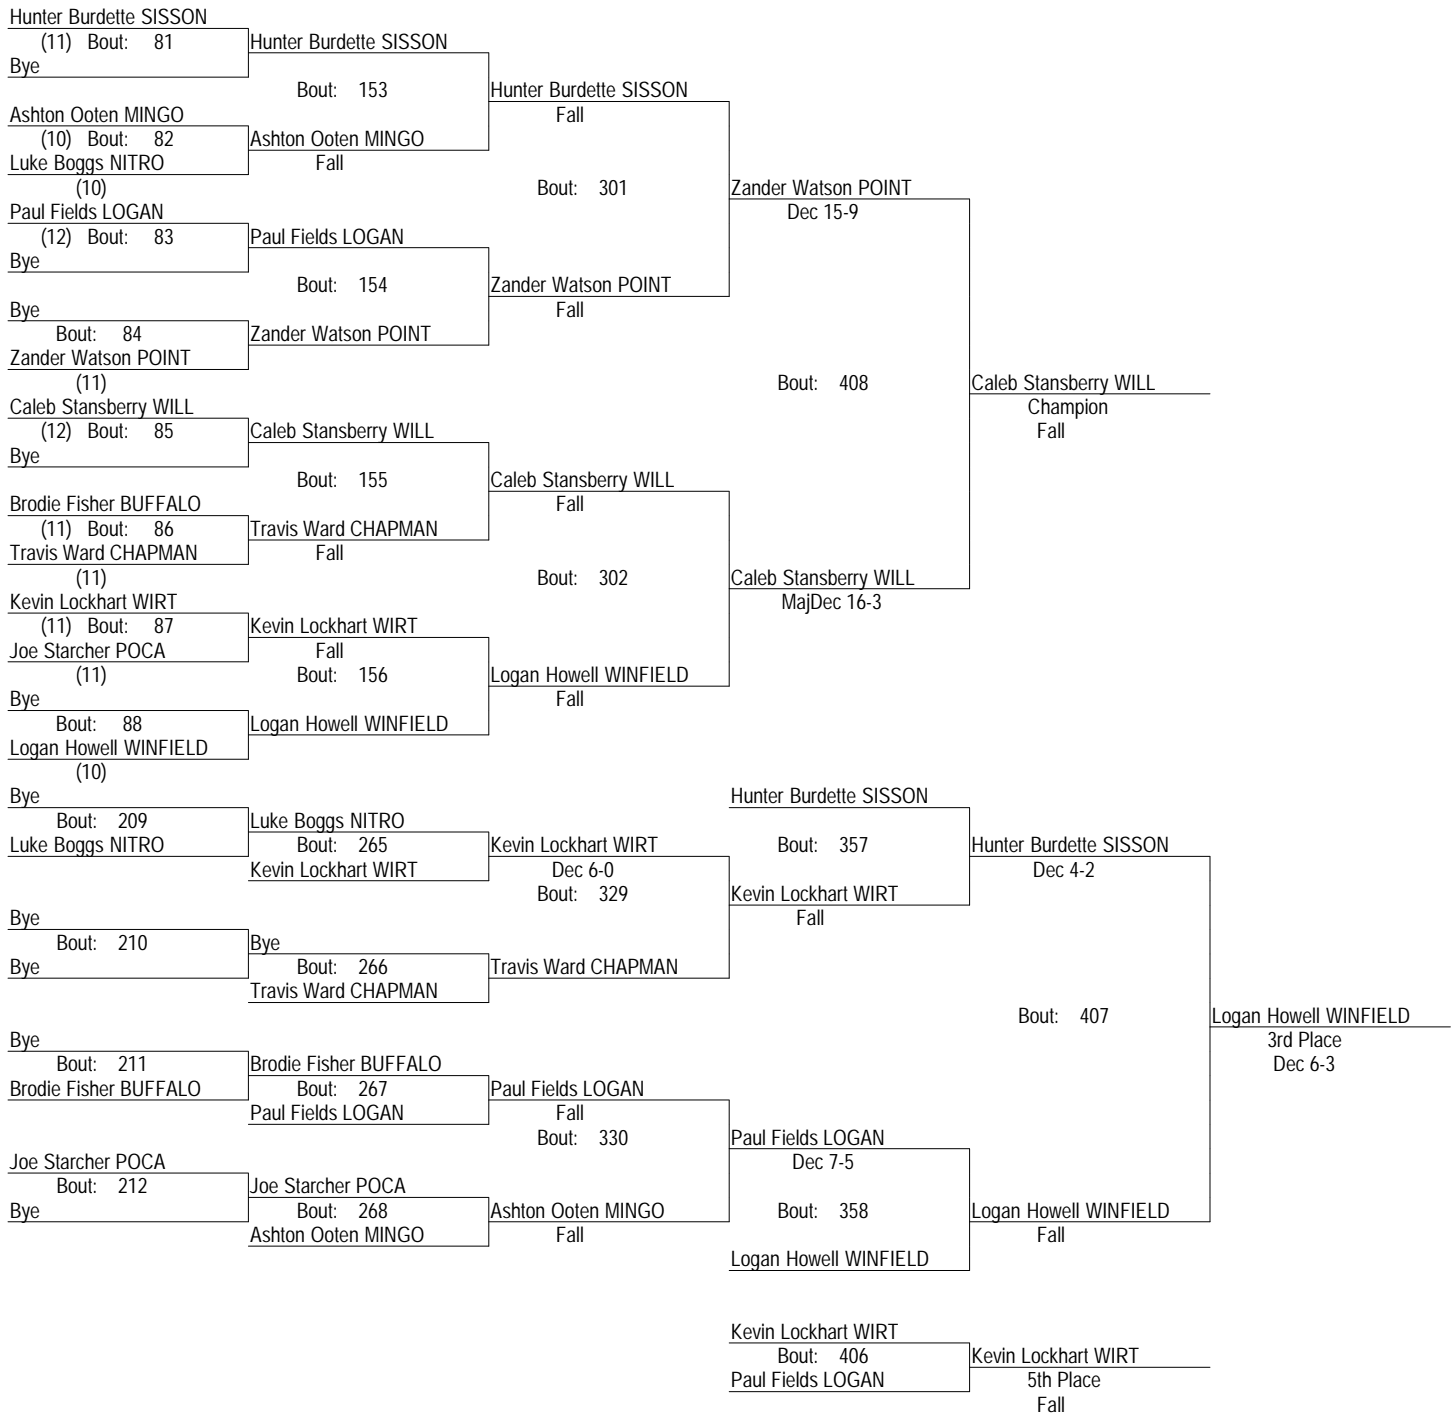 Hunter Burdette SISSON
(11) Bout: 81 Hunter Burdette SISSON
Bye
Bout: 153 Hunter Burdette SISSON
Ashton Ooten MINGO Fall
(10) Bout: 82 Ashton Ooten MINGO
Luke Boggs NITRO Fall
(10) Bout: 301 Zander Watson POINT
Paul Fields LOGAN Dec 15-9
(12) Bout: 83 Paul Fields LOGAN
Bye
Bout: 154 Zander Watson POINT
Bye Fall
Bout: 84 Zander Watson POINT
Zander Watson POINT
(11) Bout: 408 Caleb Stansberry WILL
Caleb Stansberry WILL Champion
(12) Bout: 85 Caleb Stansberry WILL Fall
Bye
Bout: 155 Caleb Stansberry WILL
Brodie Fisher BUFFALO Fall
(11) Bout: 86 Travis Ward CHAPMAN
Travis Ward CHAPMAN Fall
(11) Bout: 302 Caleb Stansberry WILL
Kevin Lockhart WIRT MajDec 16-3
(11) Bout: 87 Kevin Lockhart WIRT
Joe Starcher POCA Fall
(11) Bout: 156 Logan Howell WINFIELD
Bye Fall
Bout: 88 Logan Howell WINFIELD
Logan Howell WINFIELD
(10)
Bye Hunter Burdette SISSON
Bout: 209 Luke Boggs NITRO
Luke Boggs NITRO Bout: 265 Kevin Lockhart WIRT Bout: 357 Hunter Burdette SISSON
Kevin Lockhart WIRT Dec 6-0 Dec 4-2
Bout: 329 Kevin Lockhart WIRT
Bye Fall
Bout: 210 Bye
Bye Bout: 266 Travis Ward CHAPMAN
Travis Ward CHAPMAN
Bout: 407 Logan Howell WINFIELD
Bye 3rd Place
Bout: 211 Brodie Fisher BUFFALO Dec 6-3
Brodie Fisher BUFFALO Bout: 267 Paul Fields LOGAN
Paul Fields LOGAN Fall
Bout: 330 Paul Fields LOGAN
Joe Starcher POCA Dec 7-5
Bout: 212 Joe Starcher POCA
Bye Bout: 268 Ashton Ooten MINGO Bout: 358 Logan Howell WINFIELD
Ashton Ooten MINGO Fall Fall
Logan Howell WINFIELD
Kevin Lockhart WIRT
Bout: 406 Kevin Lockhart WIRT
Paul Fields LOGAN 5th Place
Fall